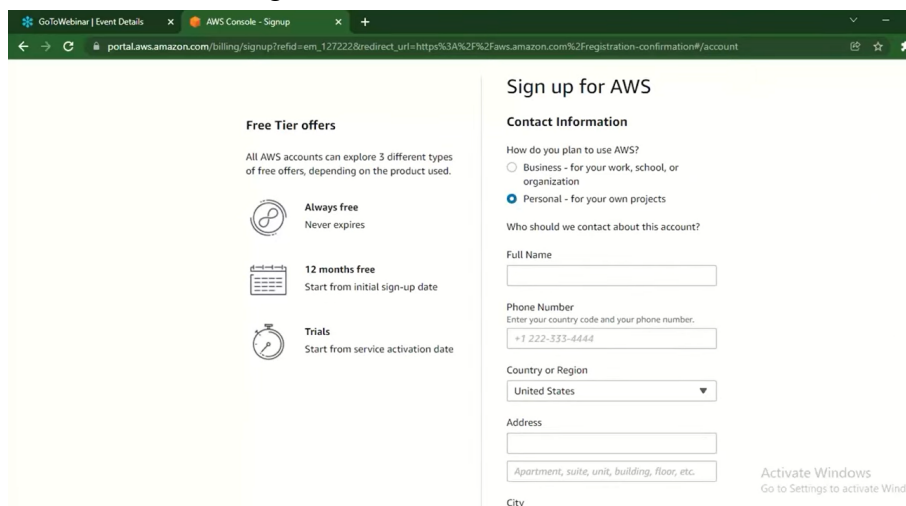 GoToWebinar | Event Details
AWS Console - Signup
portal.aws.amazon.com/billing/signup?refid=em_127222&redirect_url=https%3A%2F%2Faws.amazon.com%2Fregistration-confirmation#/account
Free Tier offers
All AWS accounts can explore 3 different types
of free offers, depending on the product used.
Always free
Never expires
12 months free
Start from initial sign-up date
Trials
Start from service activation date
Sign up for AWS
Contact Information
How do you plan to use AWS?
Business - for your work, school, or
organization
Personal - for your own projects
Who should we contact about this account?
Full Name
Phone Number
Enter your country code and your phone number.
+1 222-333-4444
Country or Region
United States
Address
Apartment, suite, unit, building, floor, etc.
City
Activate Windows
Go to Settings to activate Wind